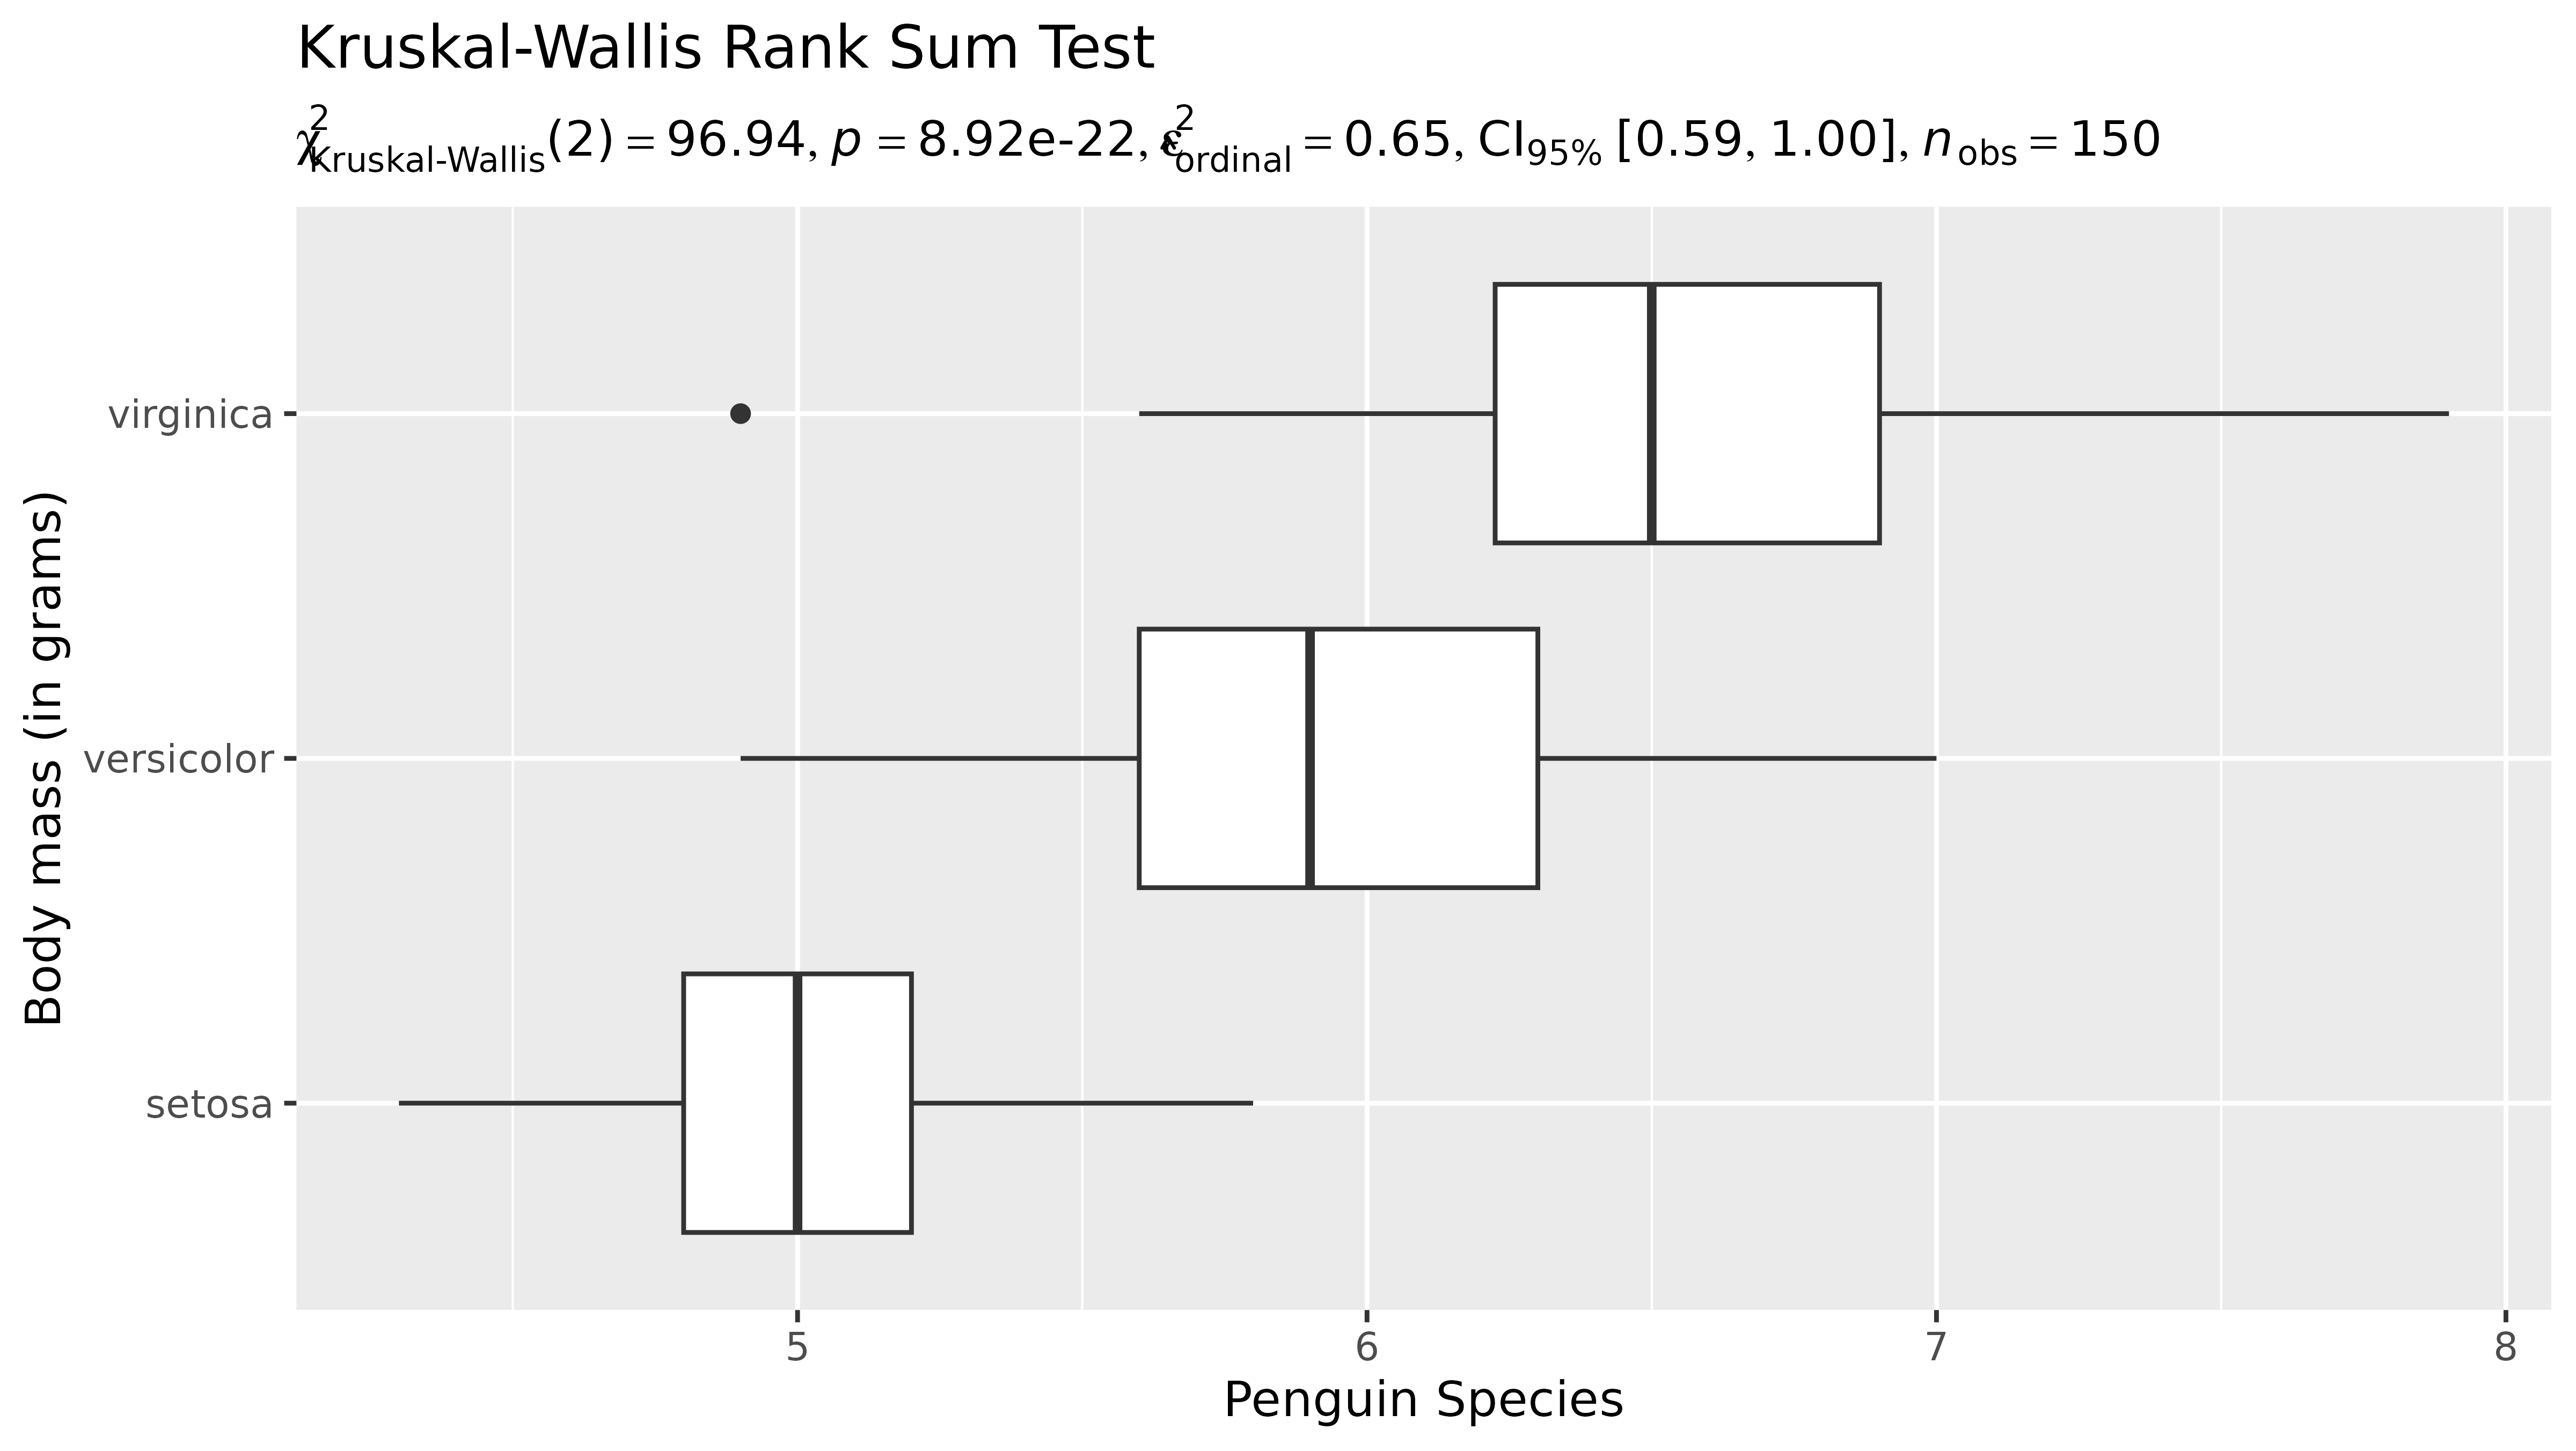 Kruskal-Wallis Rank Sum Test
χ²Kruskal-Wallis(2) = 96.94, p = 8.92e-22, ε²ordinal = 0.65, CI95% [0.59, 1.00], nobs = 150
Body mass (in grams)
virginica
versicolor
setosa
5 6 7 8
Penguin Species